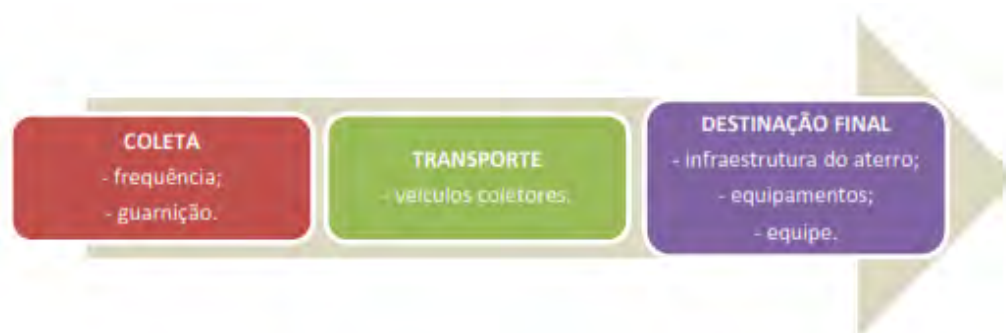 COLETA
- frequência;
- guarnição.
TRANSPORTE
- veículos coletores.
DESTINAÇÃO FINAL
- infraestrutura do aterro;
- equipamentos;
- equipe.